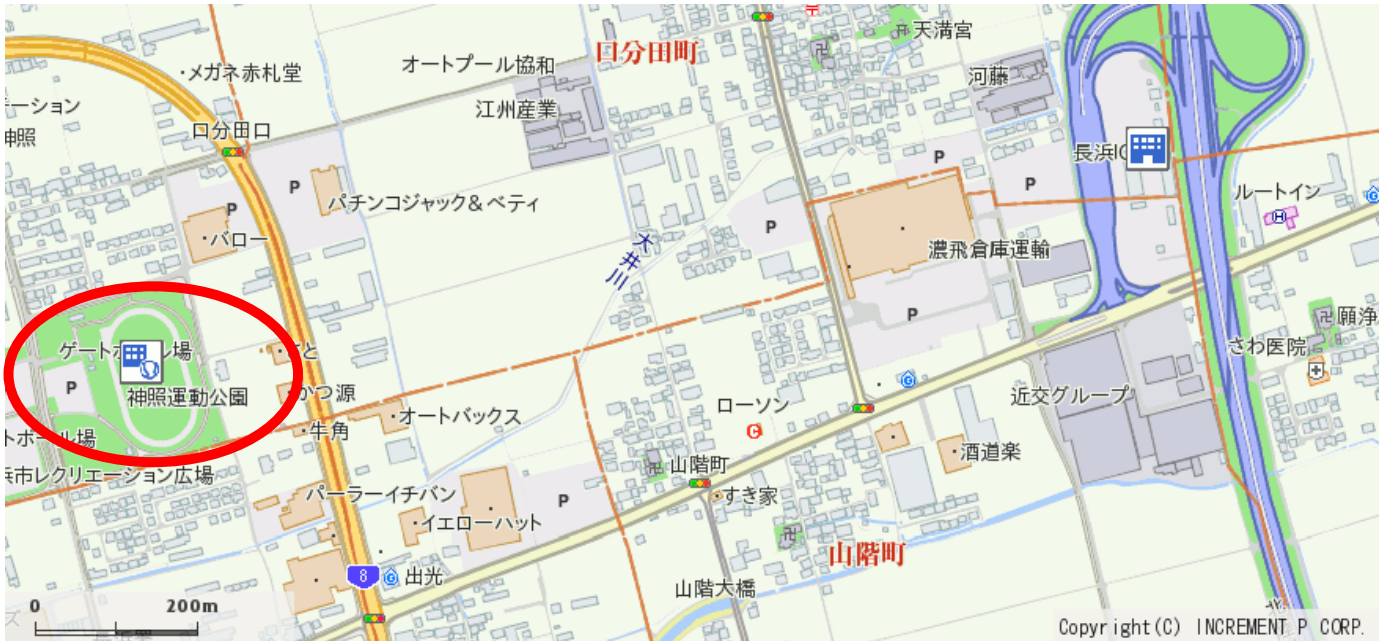 口分田町
天満宮
メガネ赤札堂
オートプール協和
河藤
江州産業
ーション
神照
口分田口
長浜IC
P
P
P
P
パチンコジャック&ベティ
ルートイン
H
バロー
P
大井川
濃飛倉庫運輸
P
願浄
ゲートボール場
さと
さわ医院
P
神照運動公園
かつ源
近交グループ
ローソン
オートバックス
牛角
トボール場
酒道楽
浜市レクリエーション広場
山階町
パーラーイチバン
P
すき家
イエローハット
山階町
8
出光
山階大橋
0 200m
Copyright(C) INCREMENT P CORP.